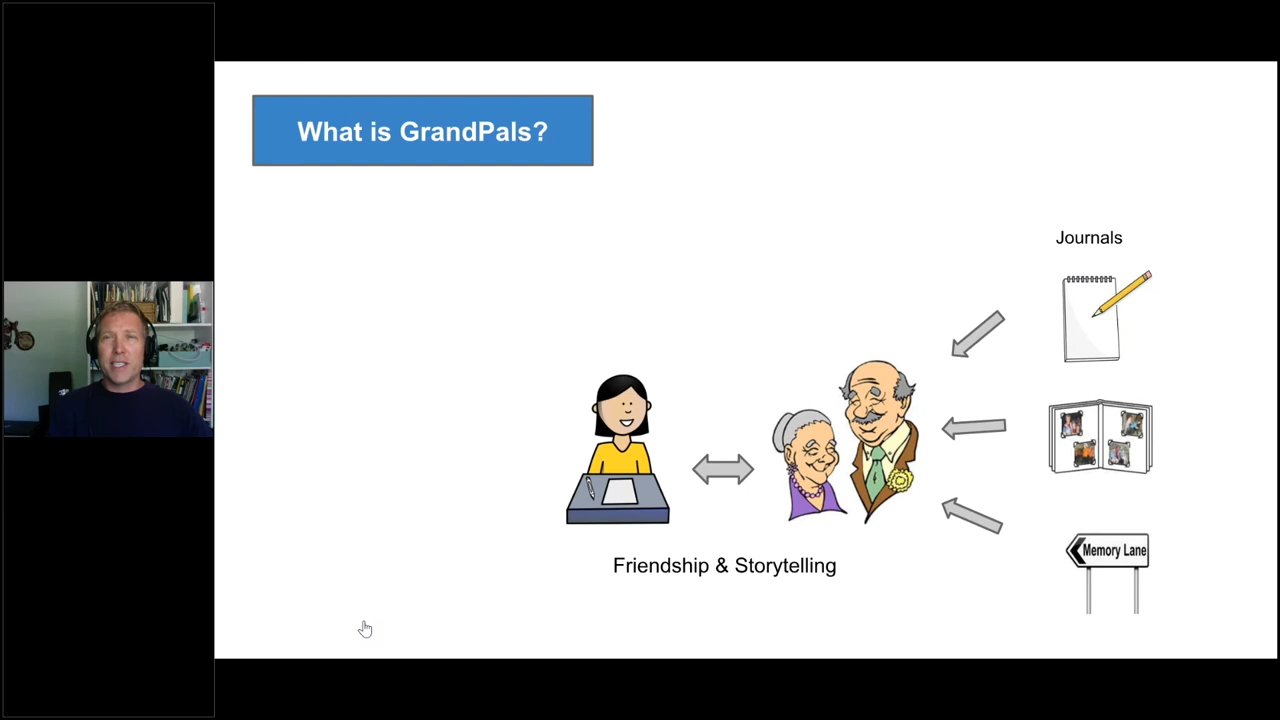 What is GrandPals?
Journals
Memory Lane
Friendship & Storytelling